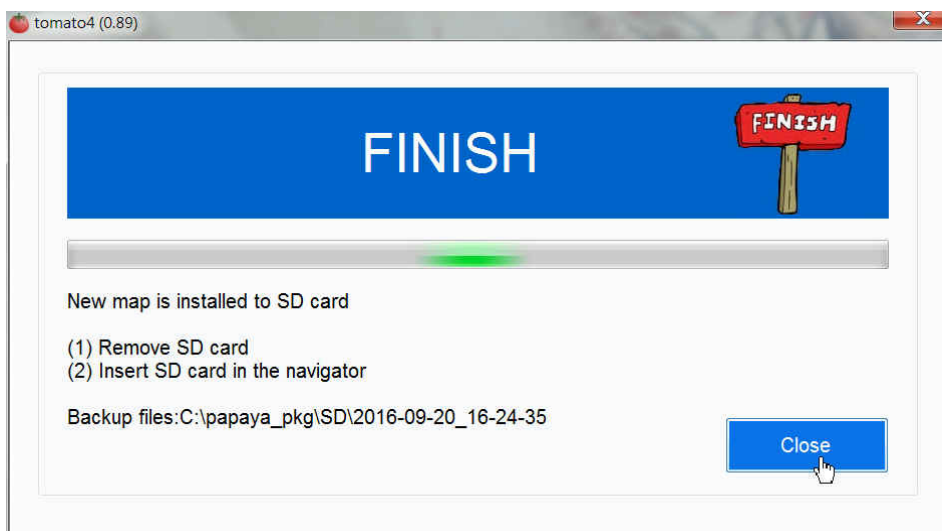 tomato4 (0.89)
FINISH
FINISH
New map is installed to SD card
(1) Remove SD card
(2) Insert SD card in the navigator
Backup files:C:\papaya_pkg\SD\2016-09-20_16-24-35
Close